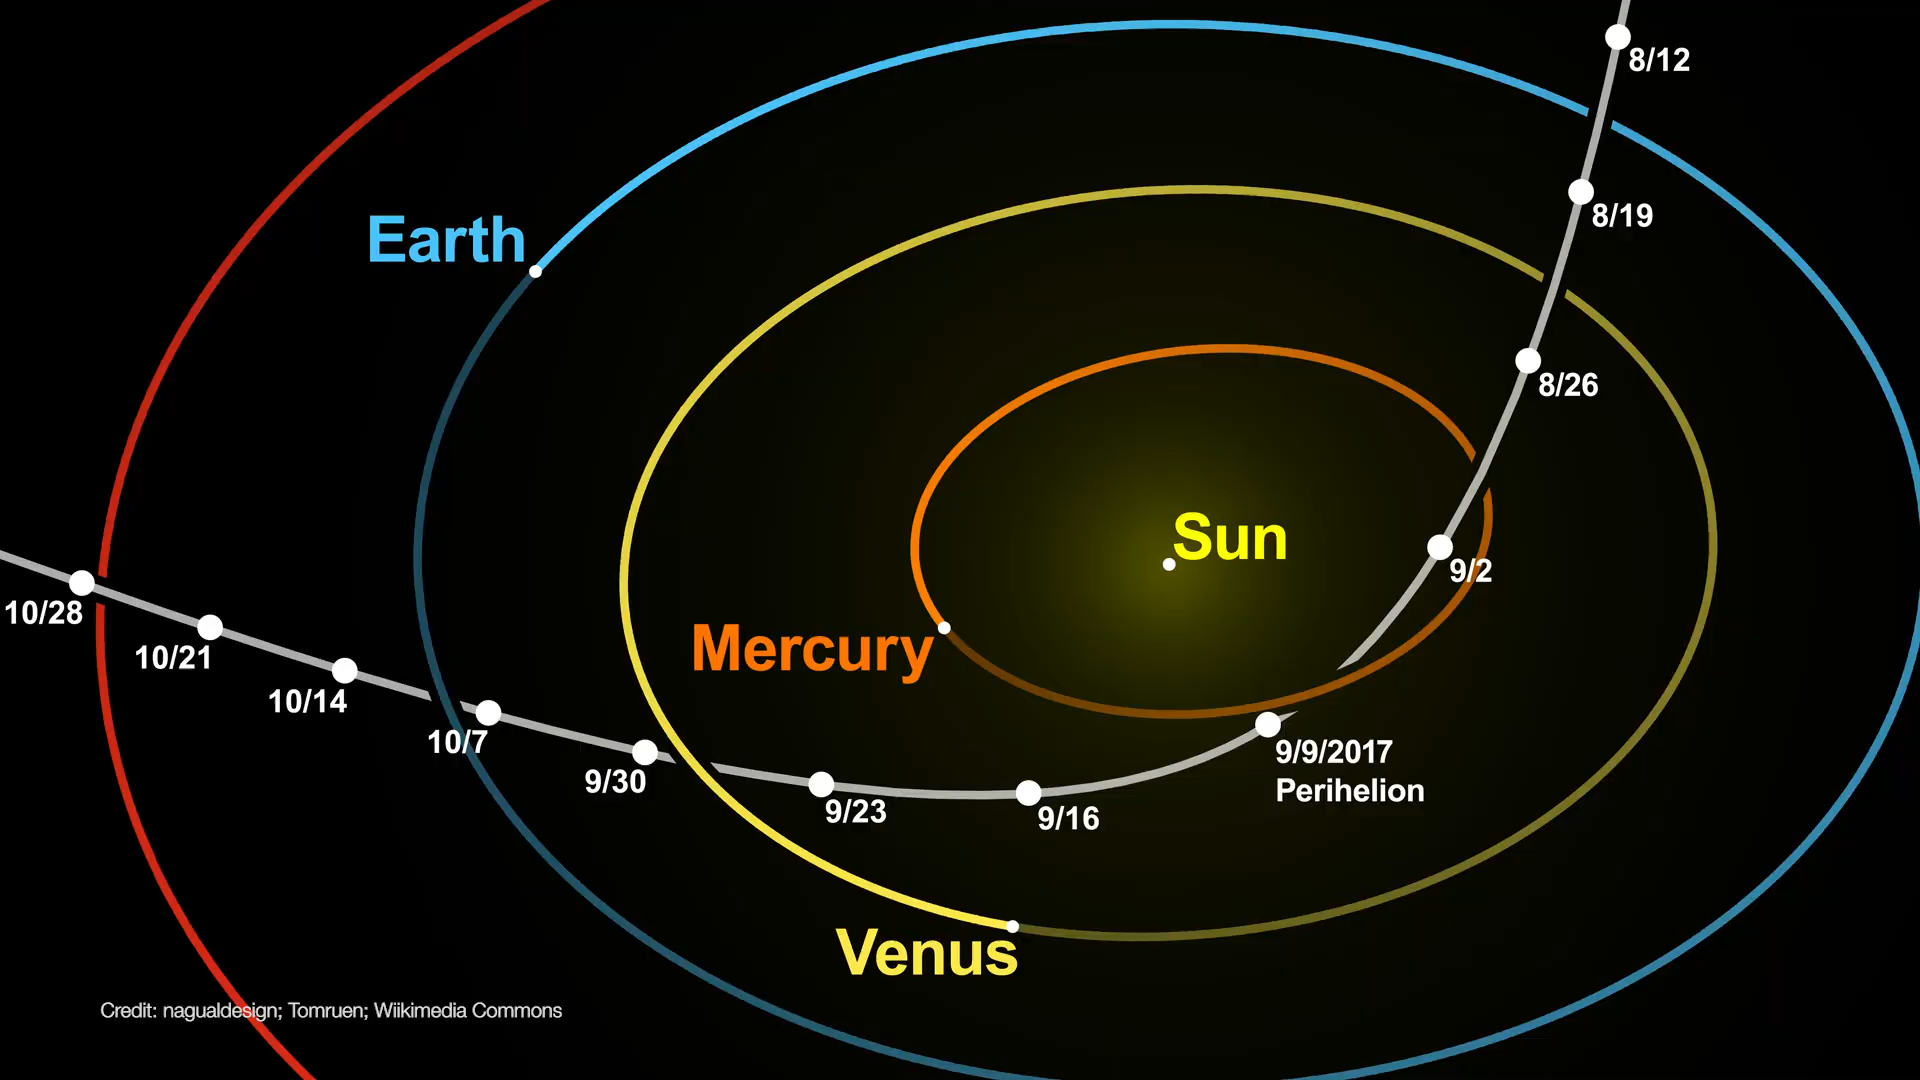 8/12
8/19
Earth
8/26
Sun
9/2
10/28
Mercury
10/21
10/14
10/7
9/30
9/9/2017
Perihelion
9/23
9/16
Venus
Credit: nagualdesign; Tomruen; Wiikimedia Commons